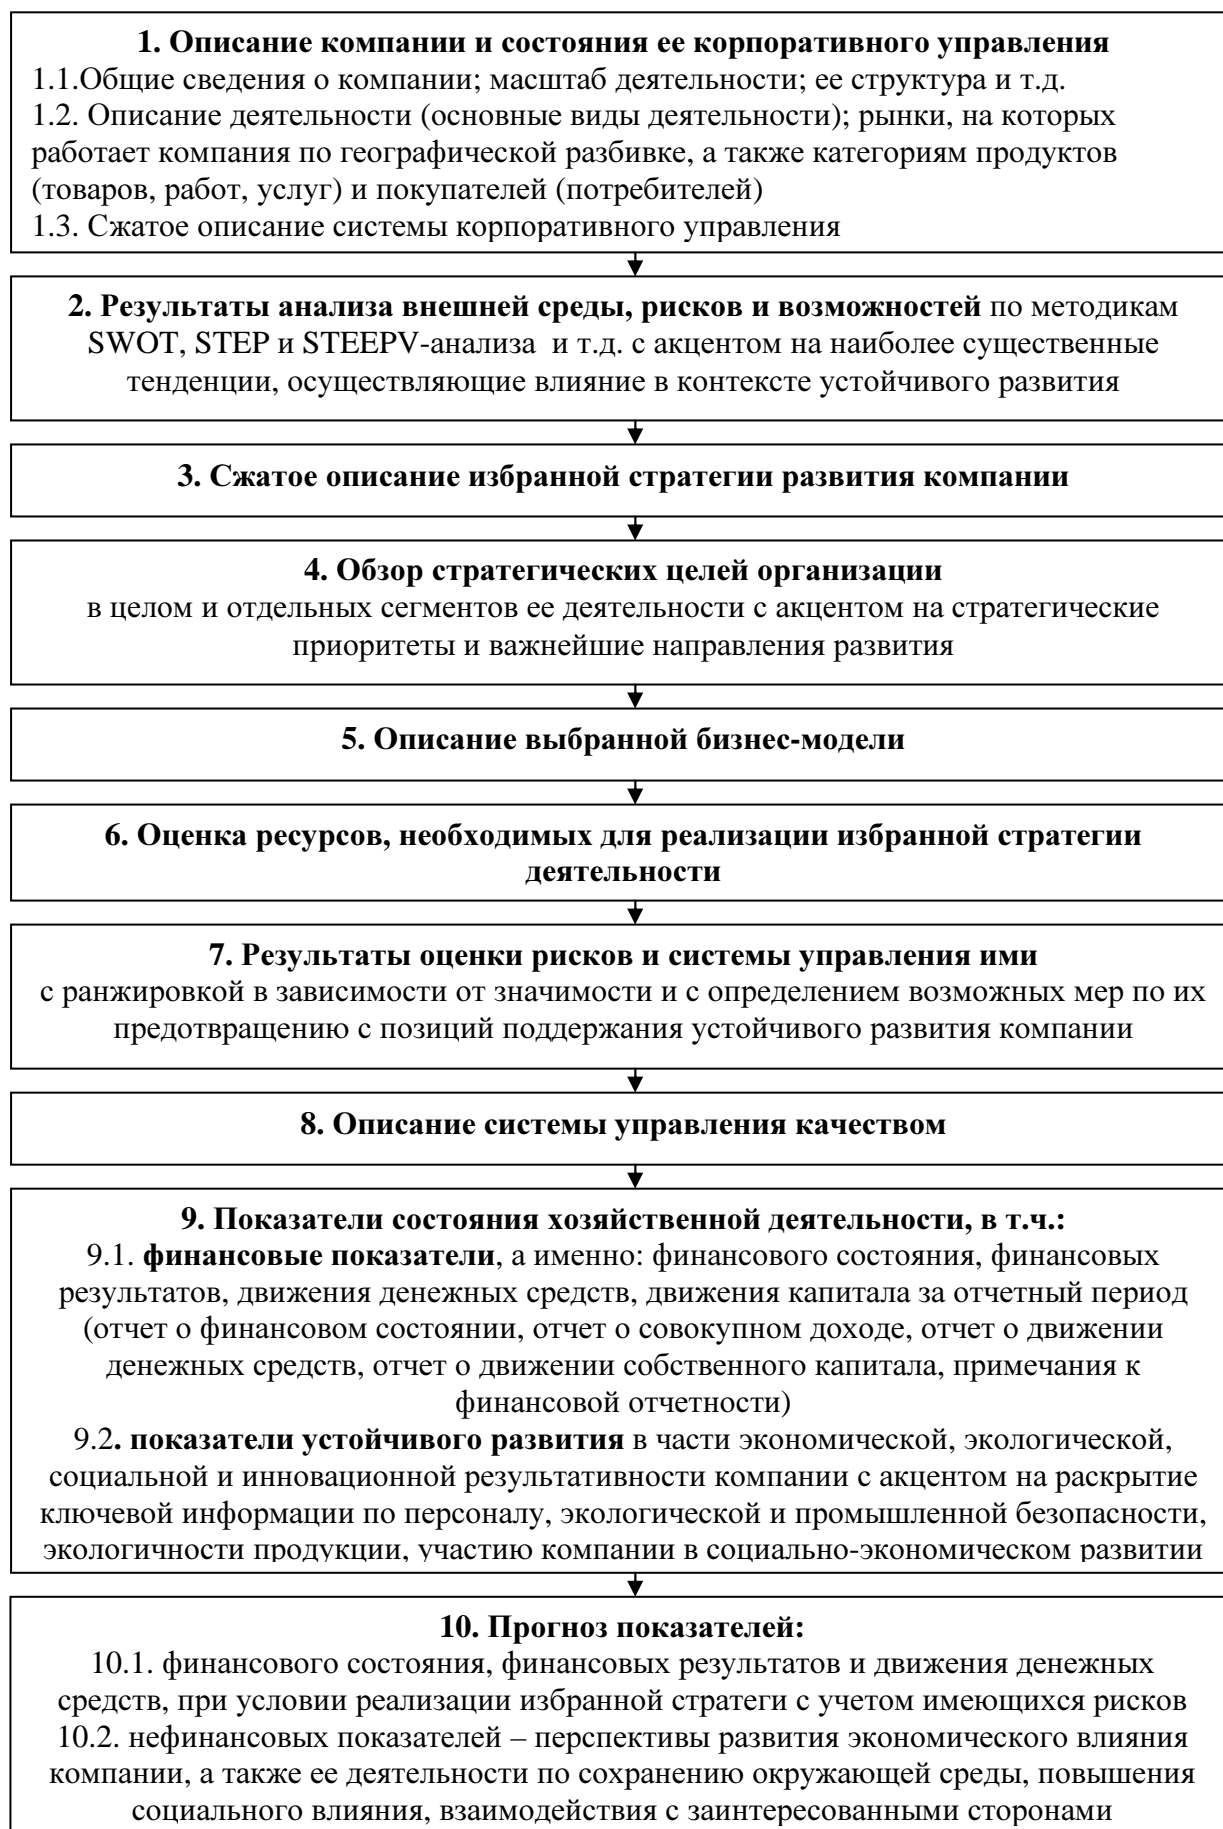 1. Описание компании и состояния ее корпоративного управления
1.1.Общие сведения о компании; масштаб деятельности; ее структура и т.д.
1.2. Описание деятельности (основные виды деятельности); рынки, на которых
работает компания по географической разбивке, а также категориям продуктов
(товаров, работ, услуг) и покупателей (потребителей)
1.3. Сжатое описание системы корпоративного управления
2. Результаты анализа внешней среды, рисков и возможностей по методикам
SWOT, STEP и STEEPV-анализа и т.д. с акцентом на наиболее существенные
тенденции, осуществляющие влияние в контексте устойчивого развития
3. Сжатое описание избранной стратегии развития компании
4. Обзор стратегических целей организации
в целом и отдельных сегментов ее деятельности с акцентом на стратегические
приоритеты и важнейшие направления развития
5. Описание выбранной бизнес-модели
6. Оценка ресурсов, необходимых для реализации избранной стратегии
деятельности
7. Результаты оценки рисков и системы управления ими
с ранжировкой в зависимости от значимости и с определением возможных мер по их
предотвращению с позиций поддержания устойчивого развития компании
8. Описание системы управления качеством
9. Показатели состояния хозяйственной деятельности, в т.ч.:
9.1. финансовые показатели, а именно: финансового состояния, финансовых
результатов, движения денежных средств, движения капитала за отчетный период
(отчет о финансовом состоянии, отчет о совокупном доходе, отчет о движении
денежных средств, отчет о движении собственного капитала, примечания к
финансовой отчетности)
9.2. показатели устойчивого развития в части экономической, экологической,
социальной и инновационной результативности компании с акцентом на раскрытие
ключевой информации по персоналу, экологической и промышленной безопасности,
экологичности продукции, участию компании в социально-экономическом развитии
10. Прогноз показателей:
10.1. финансового состояния, финансовых результатов и движения денежных
средств, при условии реализации избранной стратеги с учетом имеющихся рисков
10.2. нефинансовых показателей – перспективы развития экономического влияния
компании, а также ее деятельности по сохранению окружающей среды, повышения
социального влияния, взаимодействия с заинтересованными сторонами